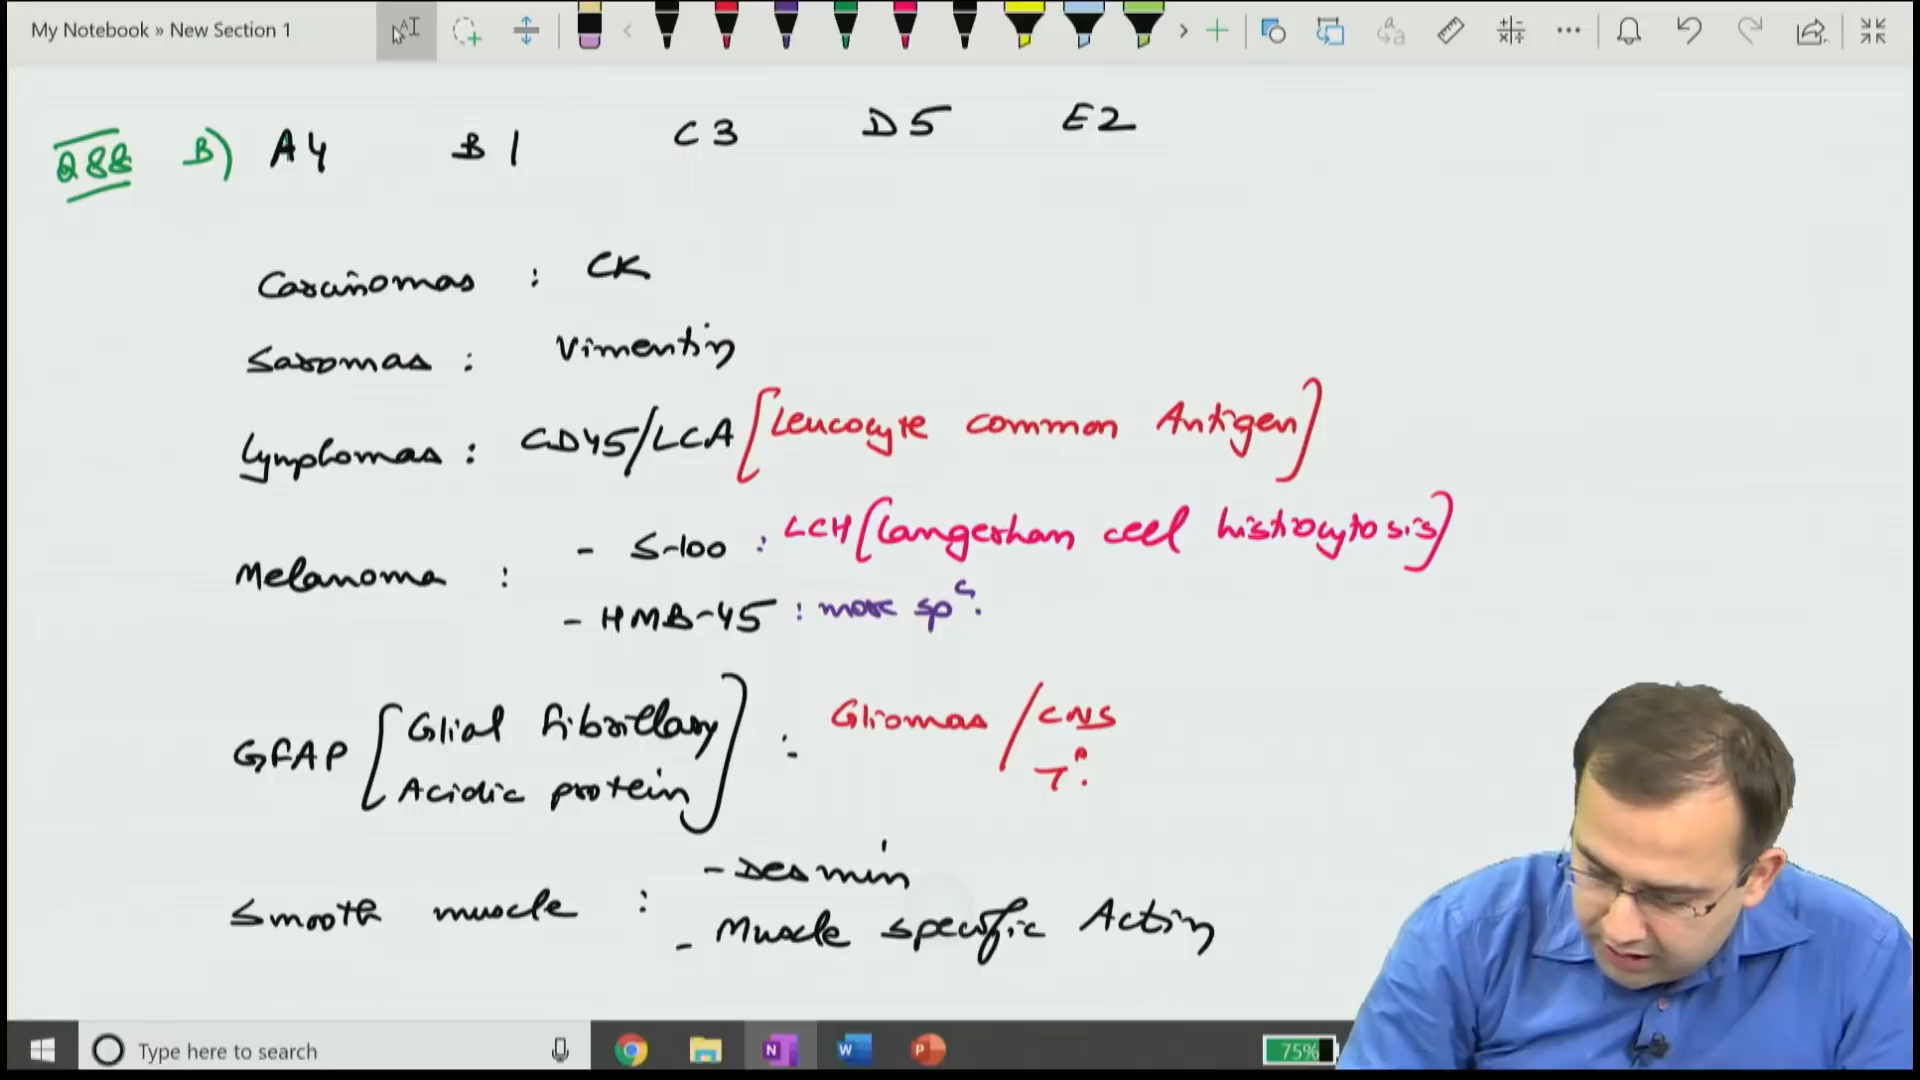 My Notebook » New Section 1
Q88 B) A4 B1 C3 D5 E2
Carcinomas : CK
Sarcomas : Vimentin
Lymphomas : CD45/LCA [Leucocyte common Antigen]
Melanoma : - S-100 : LCH [Langerhan cell histiocytosis]
- HMB-45 : more spc.
GFAP [Glial fibrillary Acidic protein] : Gliomas / CNS Tr.
Smooth muscle : - Desmin
- Muscle specific Actin
Type here to search
75%